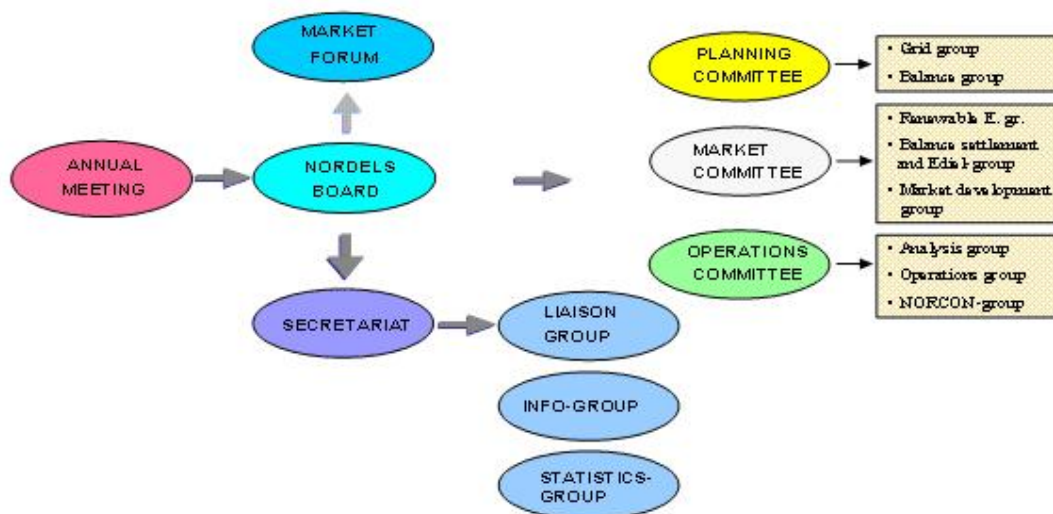 MARKET
FORUM
ANNUAL
MEETING
NORDELS
BOARD
SECRETARIAT
LIAISON
GROUP
INFO-GROUP
STATISTICS-
GROUP
PLANNING
COMMITTEE
• Grid group
• Balance group
MARKET
COMMITTEE
• Renewable E. gr.
• Balance settlement
and Ediel-group
• Market development
group
OPERATIONS
COMMITTEE
• Analysis group
• Operations group
• NORCON-group